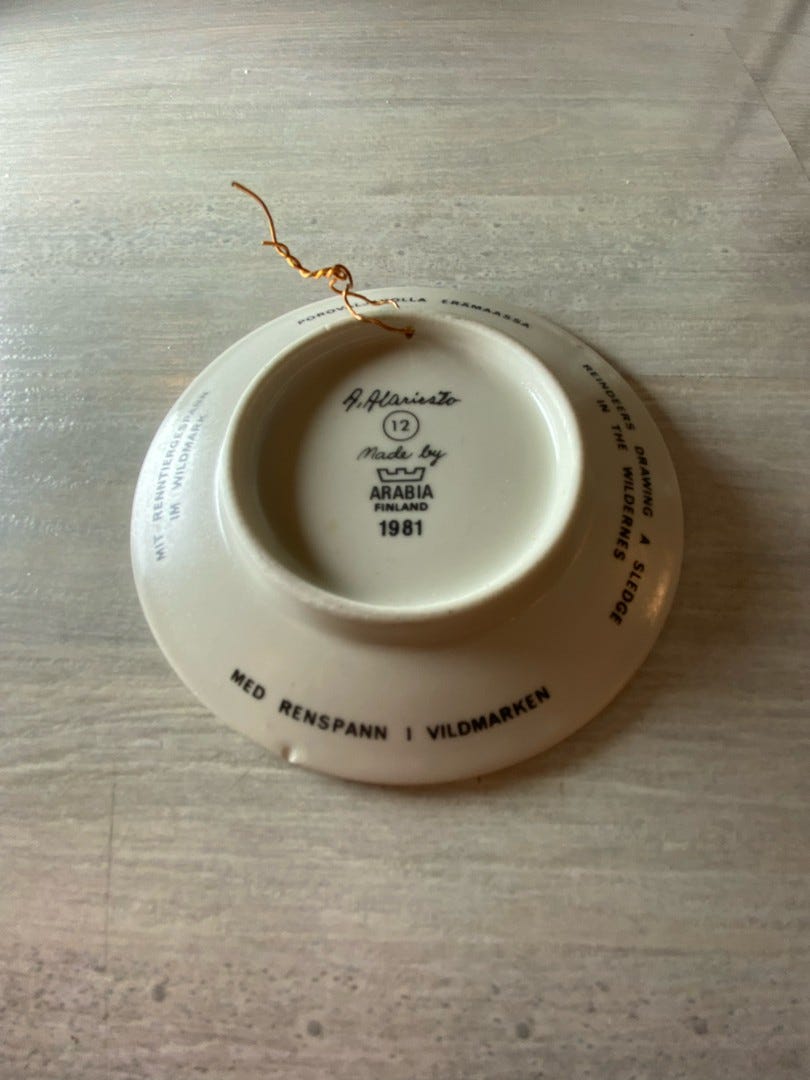 ERÄMAASSA
REINDEERS DRAWING A SLEDGE
IN THE WILDERNES
MED RENSPANN I VILDMARKEN
MIT RENNTIERGESPANN
IM WILDMARK
A. Alariesto
12
Made by
ARABIA
FINLAND
1981